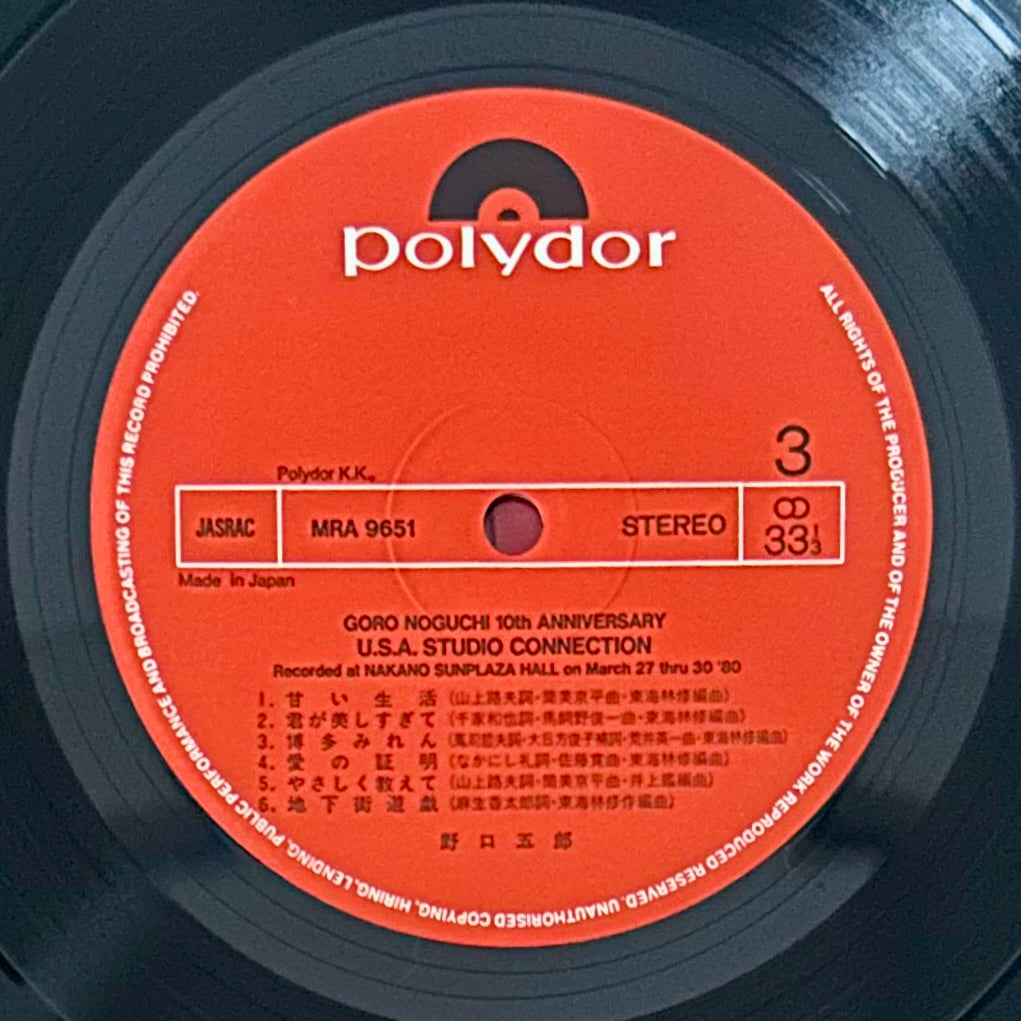 polydor
ALL RIGHTS OF THE PRODUCER AND OF THE OWNER OF THE WORK REPRODUCED RESERVED. UNAUTHORISED COPYING, HIRING, LENDING, PUBLIC PERFORMANCE AND BROADCASTING OF THIS RECORD PROHIBITED.
3
Polydor K.K.
JASRAC MRA 9651 STEREO 33 1/3
Made in Japan
GORO NOGUCHI 10th ANNIVERSARY
U.S.A. STUDIO CONNECTION
Recorded at NAKANO SUNPLAZA HALL on March 27 thru 30 '80
1. 甘い生活 (山上路夫詞・筒美京平曲・東海林修編曲)
2. 君が美しすぎて (千家和也詞・馬飼野俊一曲・東海林修編曲)
3. 博多みれん (大日方俊子補詞・荒井英一曲・東海林修編曲)
4. 愛の証明 (なかにし礼詞・佐藤寛曲・東海林修編曲)
5. やさしく教えて (山上路夫詞・筒美京平曲・井上鑑編曲)
6. 地下街遊戯 (麻生香太郎詞・東海林修作編曲)
野口五郎